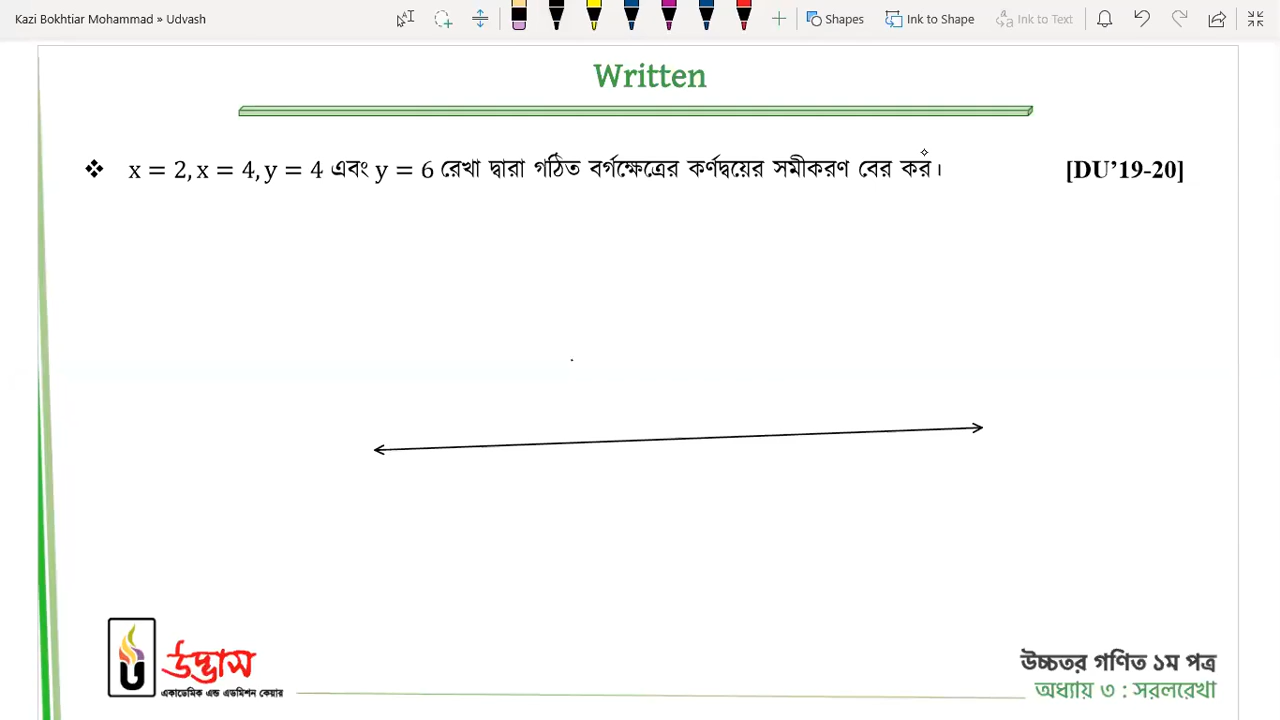 Kazi Bokhtiar Mohammad » Udvash
Shapes
Ink to Shape
Ink to Text
Written
❖ x = 2, x = 4, y = 4 এবং y = 6 রেখা দ্বারা গঠিত বর্গক্ষেত্রের কর্ণদ্বয়ের সমীকরণ বের কর। [DU’19-20]
উদ্ভাস
একাডেমিক এন্ড এডমিশন কেয়ার
উচ্চতর গণিত ১ম পত্র
অধ্যায় ৩ : সরলরেখা